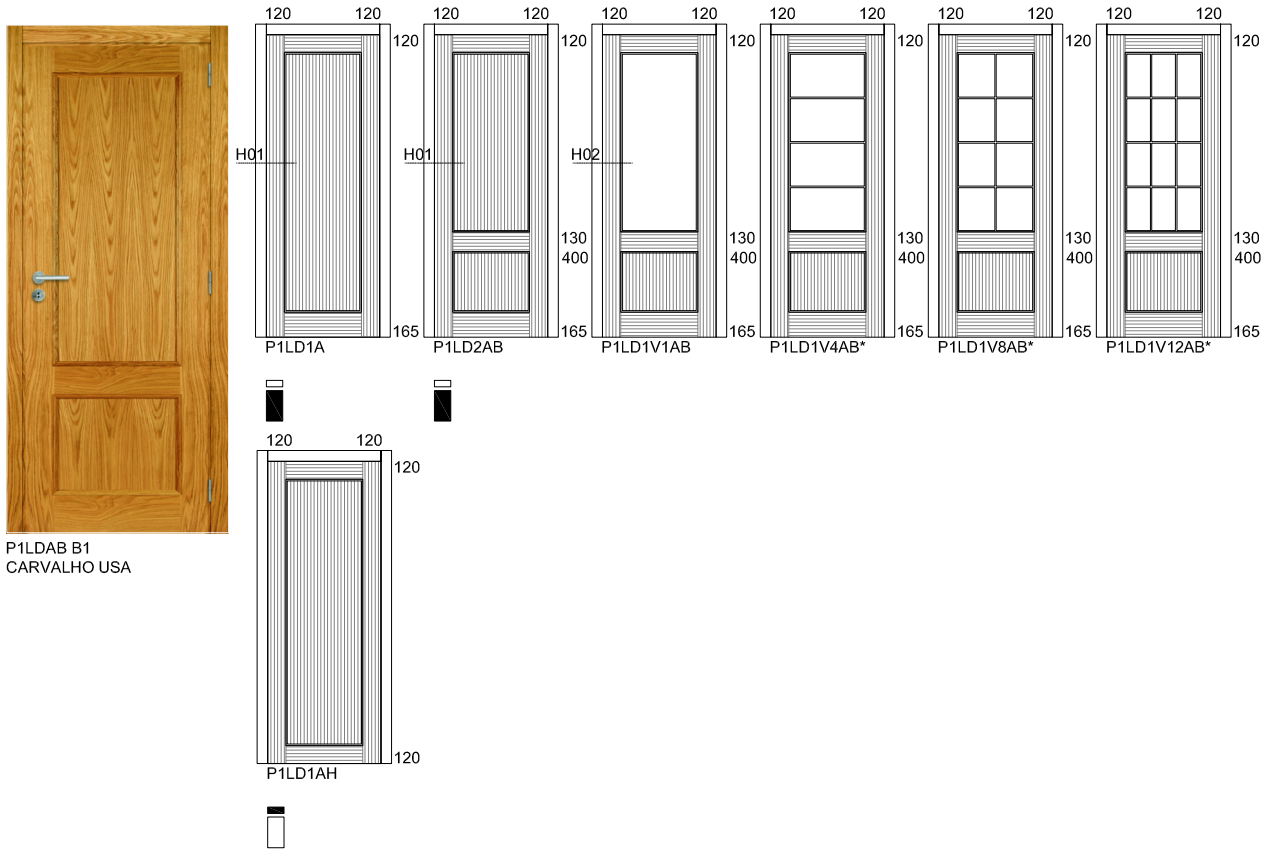 120 120 120 120 120 120 120 120 120 120 120 120
120 120 120 120 120 120
H01 H01 H02
130 130 130 130 130
400 400 400 400 400
165 165 165 165 165 165
P1LD1A P1LD2AB P1LD1V1AB P1LD1V4AB* P1LD1V8AB* P1LD1V12AB*
120 120
120
P1LDAB B1
CARVALHO USA
120
P1LD1AH